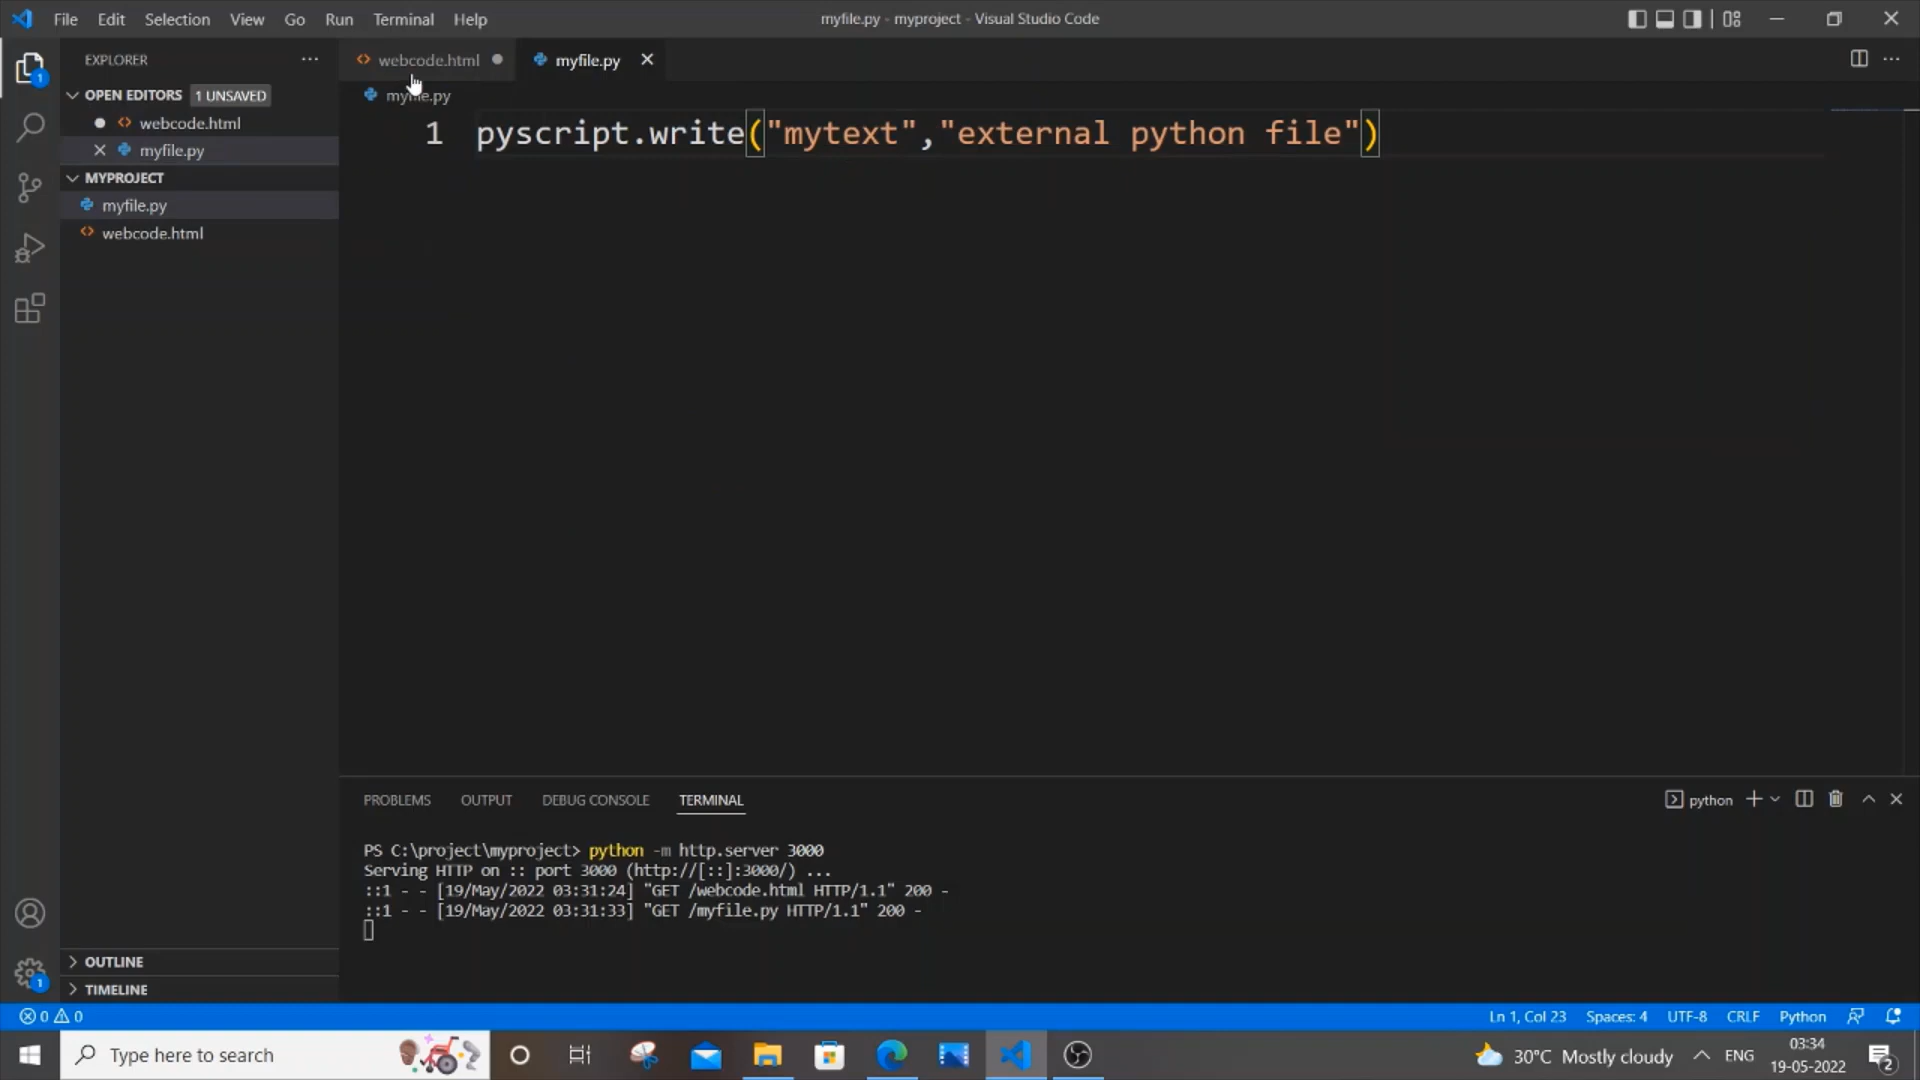 File Edit Selection View Go Run Terminal Help
myfile.py - myproject - Visual Studio Code
EXPLORER
webcode.html
myfile.py
OPEN EDITORS 1 UNSAVED
myfile.py
webcode.html
myfile.py
MYPROJECT
myfile.py
webcode.html
1 pyscript.write("mytext","external python file")
PROBLEMS OUTPUT DEBUG CONSOLE TERMINAL
python
PS C:\project\myproject> python -m http.server 3000
Serving HTTP on :: port 3000 (http://[::]:3000/) ...
::1 - - [19/May/2022 03:31:24] "GET /webcode.html HTTP/1.1" 200 -
::1 - - [19/May/2022 03:31:33] "GET /myfile.py HTTP/1.1" 200 -
OUTLINE
TIMELINE
1
1
0 0
Ln 1, Col 23 Spaces: 4 UTF-8 CRLF Python
Type here to search
30°C Mostly cloudy
ENG
03:34
19-05-2022
2